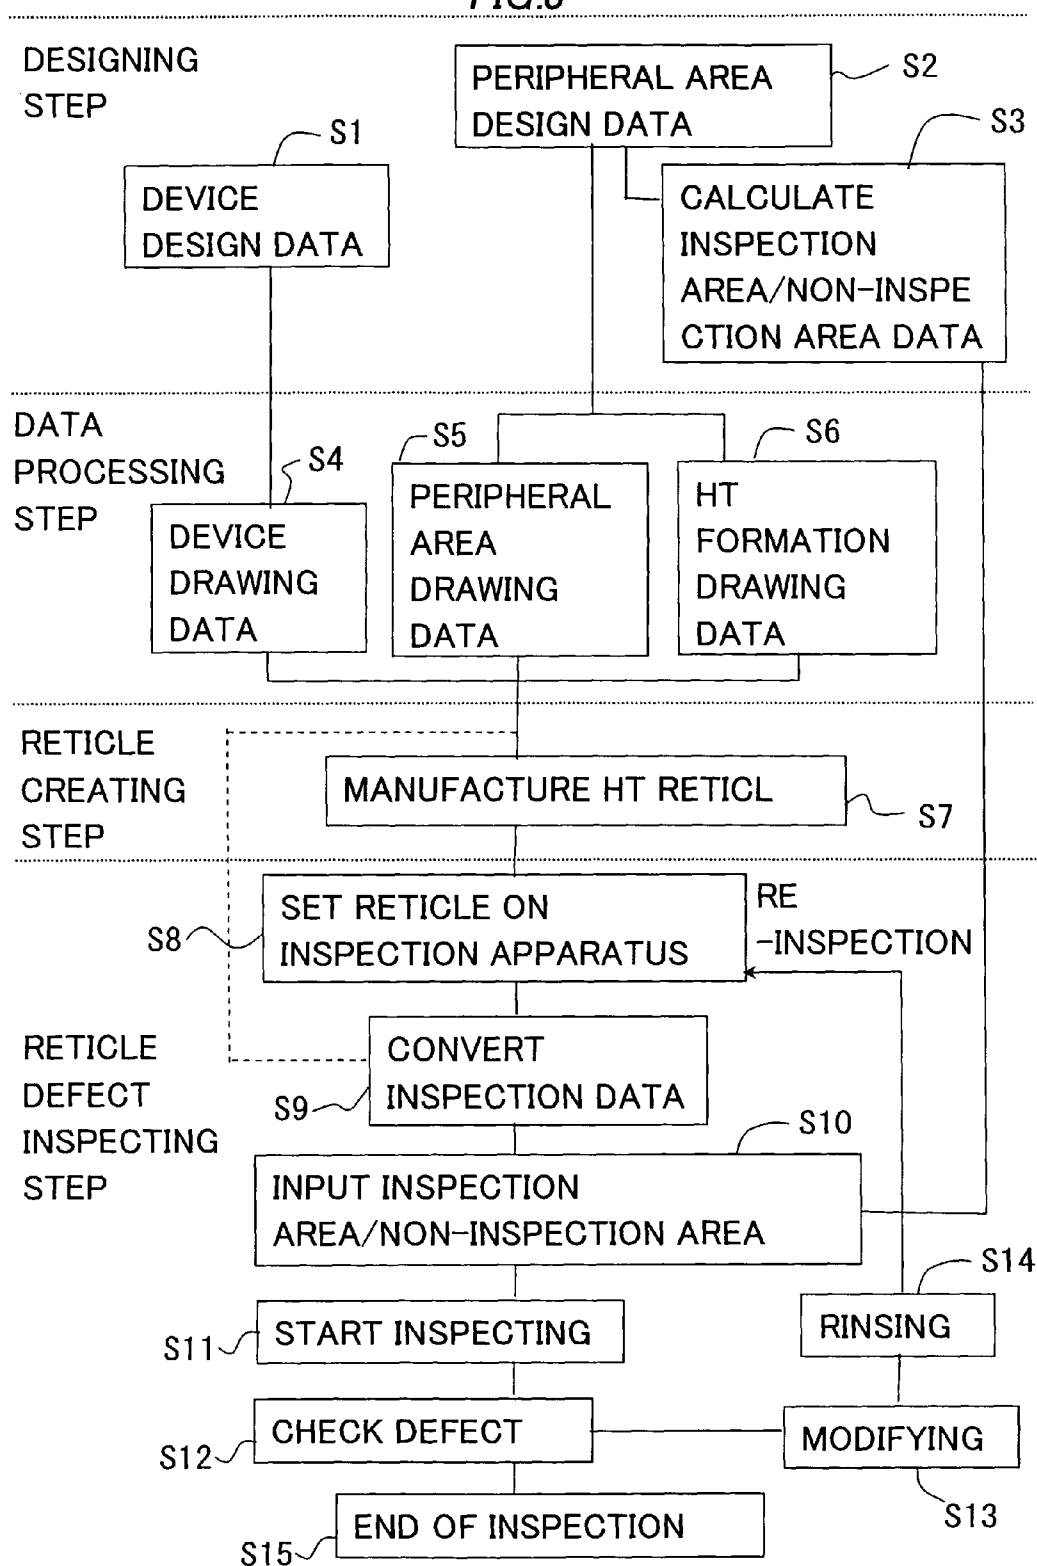 DESIGNING
STEP
PERIPHERAL AREA
DESIGN DATA
S2
S1
S3
DEVICE
DESIGN DATA
CALCULATE
INSPECTION
AREA/NON-INSPE
CTION AREA DATA
DATA
PROCESSING
STEP
S4
S5
S6
DEVICE
DRAWING
DATA
PERIPHERAL
AREA
DRAWING
DATA
HT
FORMATION
DRAWING
DATA
RETICLE
CREATING
STEP
MANUFACTURE HT RETICL
S7
SET RETICLE ON
INSPECTION APPARATUS
S8
RE
-INSPECTION
RETICLE
DEFECT
INSPECTING
STEP
CONVERT
INSPECTION DATA
S9
S10
INPUT INSPECTION
AREA/NON-INSPECTION AREA
S14
RINSING
START INSPECTING
S11
CHECK DEFECT
S12
MODIFYING
S13
END OF INSPECTION
S15